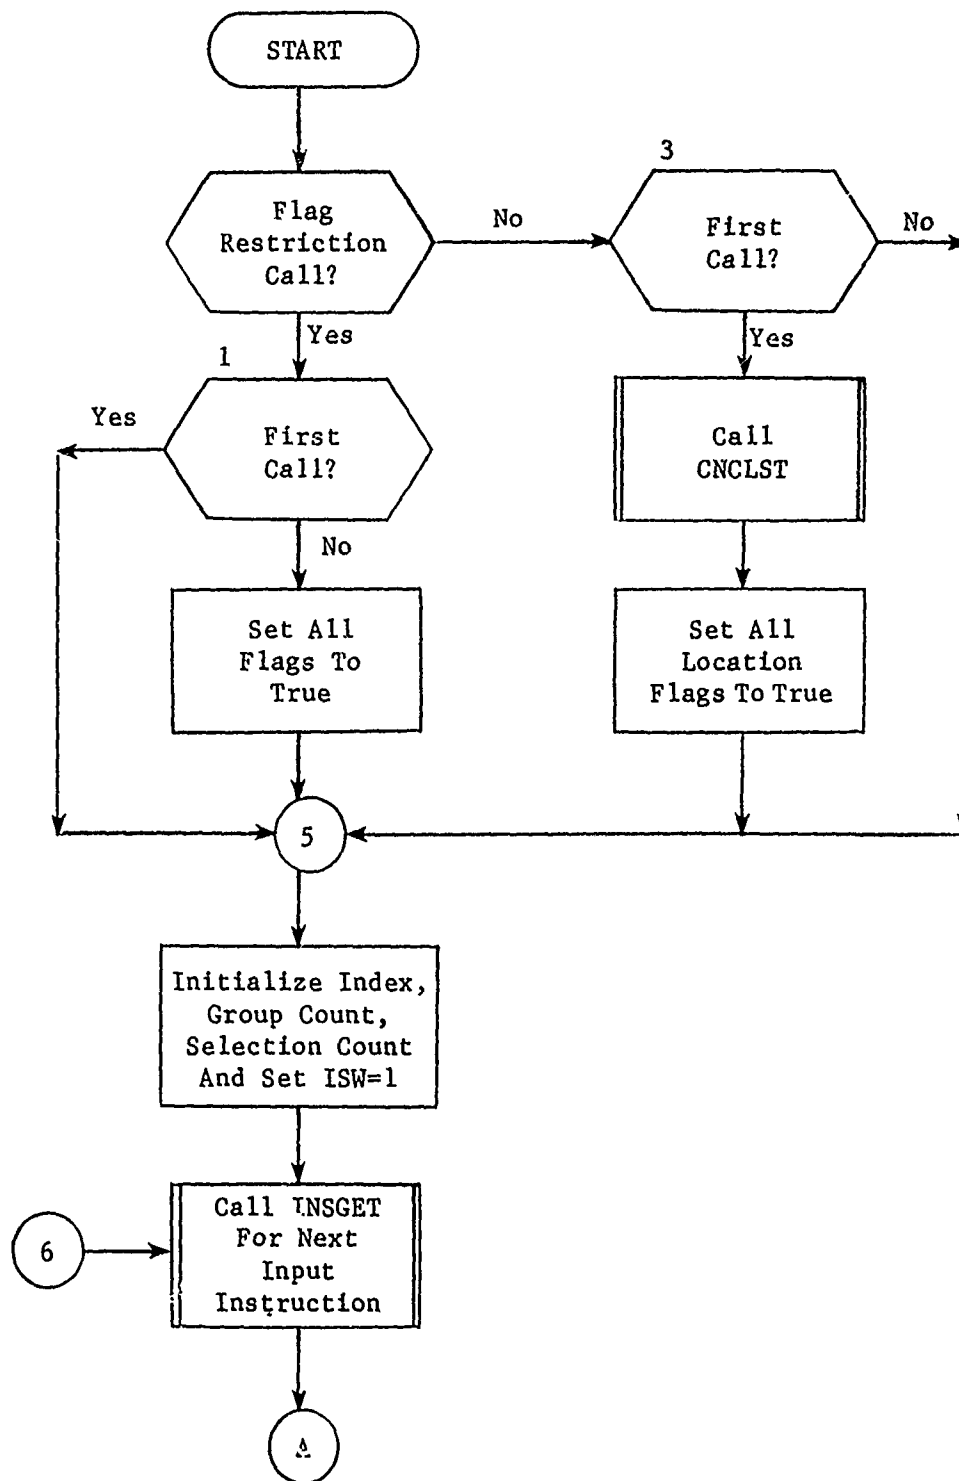 START
Flag
Restriction
Call?
No
3
First
Call?
No
Yes
Yes
1
First
Call?
Yes
No
Call
CNCLST
Set All
Flags To
True
Set All
Location
Flags To True
5
Initialize Index,
Group Count,
Selection Count
And Set ISW=1
6
Call INSGET
For Next
Input
Instruction
A